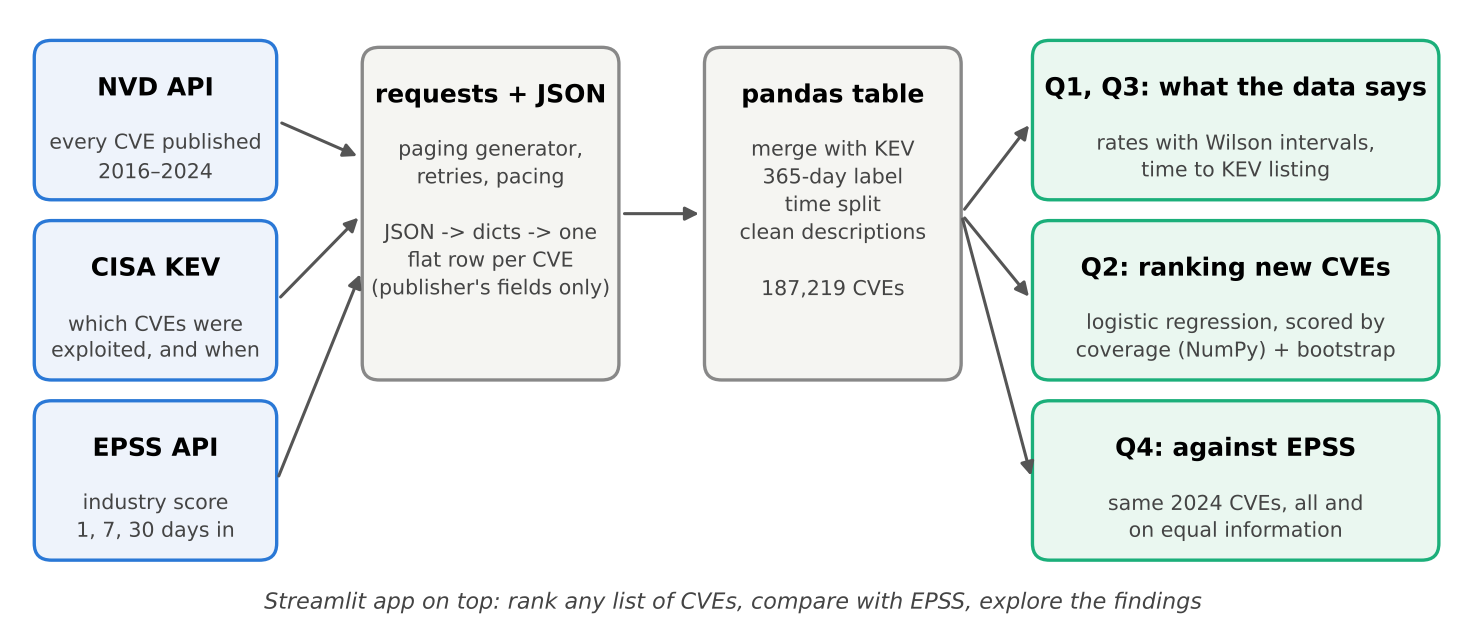 NVD API
every CVE published
2016–2024
CISA KEV
which CVEs were
exploited, and when
EPSS API
industry score
1, 7, 30 days in
requests + JSON
paging generator,
retries, pacing
JSON -> dicts -> one
flat row per CVE
(publisher's fields only)
pandas table
merge with KEV
365-day label
time split
clean descriptions
187,219 CVEs
Q1, Q3: what the data says
rates with Wilson intervals,
time to KEV listing
Q2: ranking new CVEs
logistic regression, scored by
coverage (NumPy) + bootstrap
Q4: against EPSS
same 2024 CVEs, all and
on equal information
Streamlit app on top: rank any list of CVEs, compare with EPSS, explore the findings